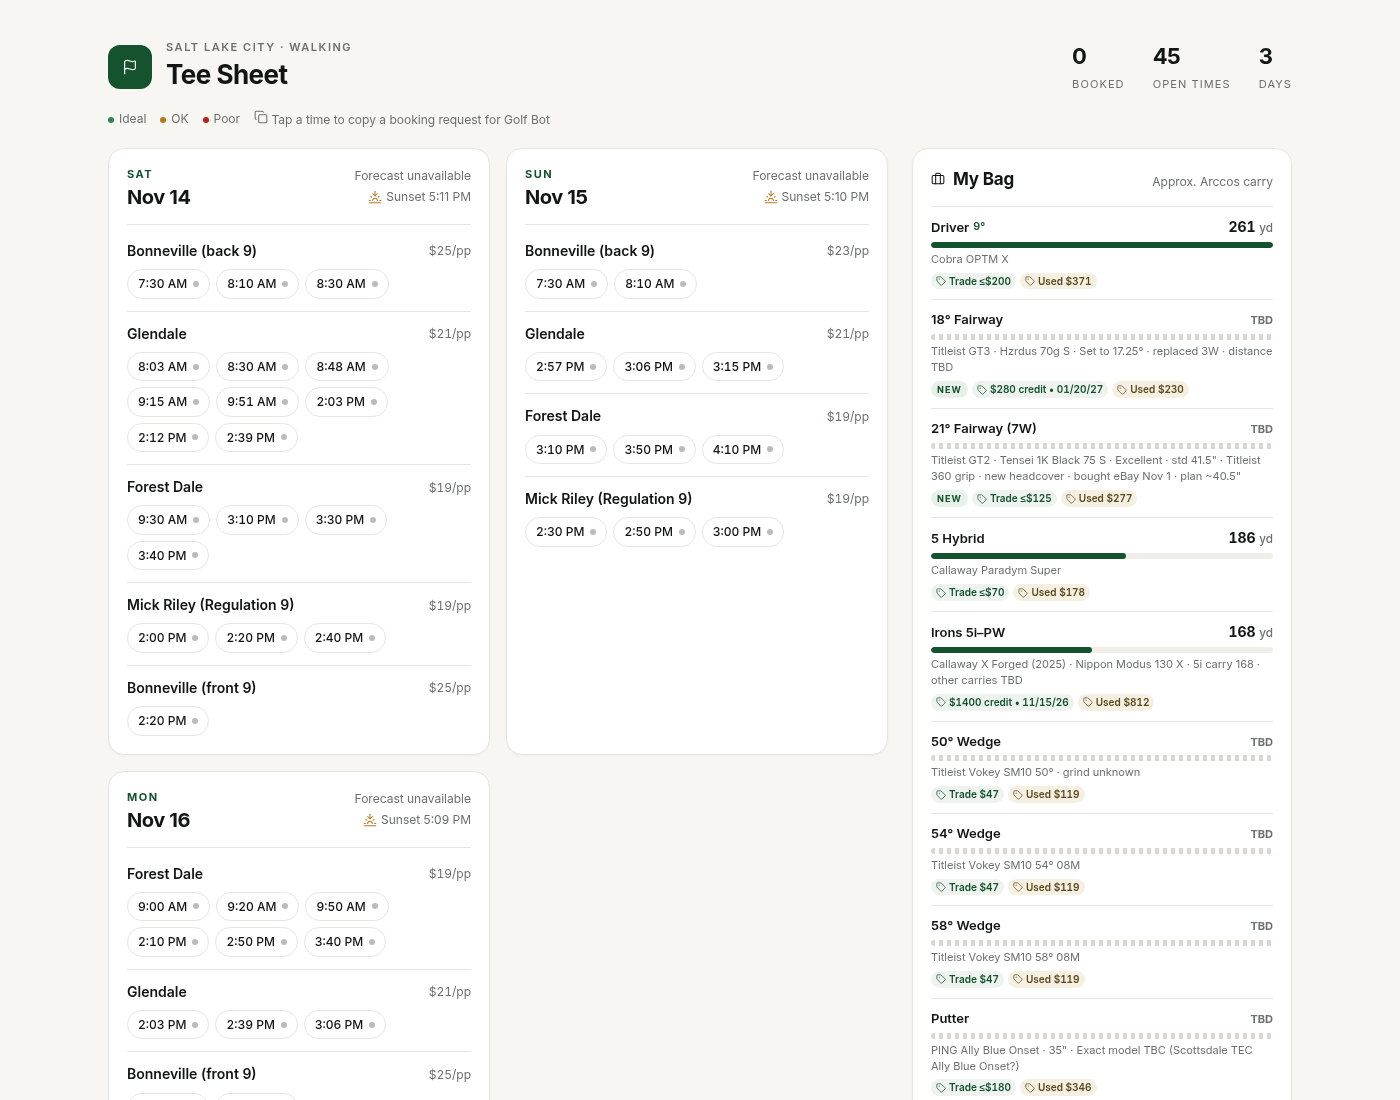 SALT LAKE CITY · WALKING
Tee Sheet
0
BOOKED
45
OPEN TIMES
3
DAYS
Ideal
OK
Poor
Tap a time to copy a booking request for Golf Bot
SAT
Nov 14
Forecast unavailable
Sunset 5:11 PM
Bonneville (back 9) $25/pp
7:30 AM 8:10 AM 8:30 AM
Glendale $21/pp
8:03 AM 8:30 AM 8:48 AM
9:15 AM 9:51 AM 2:03 PM
2:12 PM 2:39 PM
Forest Dale $19/pp
9:30 AM 3:10 PM 3:30 PM
3:40 PM
Mick Riley (Regulation 9) $19/pp
2:00 PM 2:20 PM 2:40 PM
Bonneville (front 9) $25/pp
2:20 PM
SUN
Nov 15
Forecast unavailable
Sunset 5:10 PM
Bonneville (back 9) $23/pp
7:30 AM 8:10 AM
Glendale $21/pp
2:57 PM 3:06 PM 3:15 PM
Forest Dale $19/pp
3:10 PM 3:50 PM 4:10 PM
Mick Riley (Regulation 9) $19/pp
2:30 PM 2:50 PM 3:00 PM
MON
Nov 16
Forecast unavailable
Sunset 5:09 PM
Forest Dale $19/pp
9:00 AM 9:20 AM 9:50 AM
2:10 PM 2:50 PM 3:40 PM
Glendale $21/pp
2:03 PM 2:39 PM 3:06 PM
Bonneville (front 9) $25/pp
My Bag Approx. Arccos carry
Driver 9° 261 yd
Cobra OPTM X
Trade ≤$200 Used $371
18° Fairway TBD
Titleist GT3 · Hzrdus 70g S · Set to 17.25° · replaced 3W · distance
TBD
NEW $280 credit • 01/20/27 Used $230
21° Fairway (7W) TBD
Titleist GT2 · Tensei 1K Black 75 S · Excellent · std 41.5" · Titleist
360 grip · new headcover · bought eBay Nov 1 · plan ~40.5"
NEW Trade ≤$125 Used $277
5 Hybrid 186 yd
Callaway Paradym Super
Trade ≤$70 Used $178
Irons 5i–PW 168 yd
Callaway X Forged (2025) · Nippon Modus 130 X · 5i carry 168 ·
other carries TBD
$1400 credit • 11/15/26 Used $812
50° Wedge TBD
Titleist Vokey SM10 50° · grind unknown
Trade $47 Used $119
54° Wedge TBD
Titleist Vokey SM10 54° 08M
Trade $47 Used $119
58° Wedge TBD
Titleist Vokey SM10 58° 08M
Trade $47 Used $119
Putter TBD
PING Ally Blue Onset · 35" · Exact model TBC (Scottsdale TEC
Ally Blue Onset?)
Trade ≤$180 Used $346